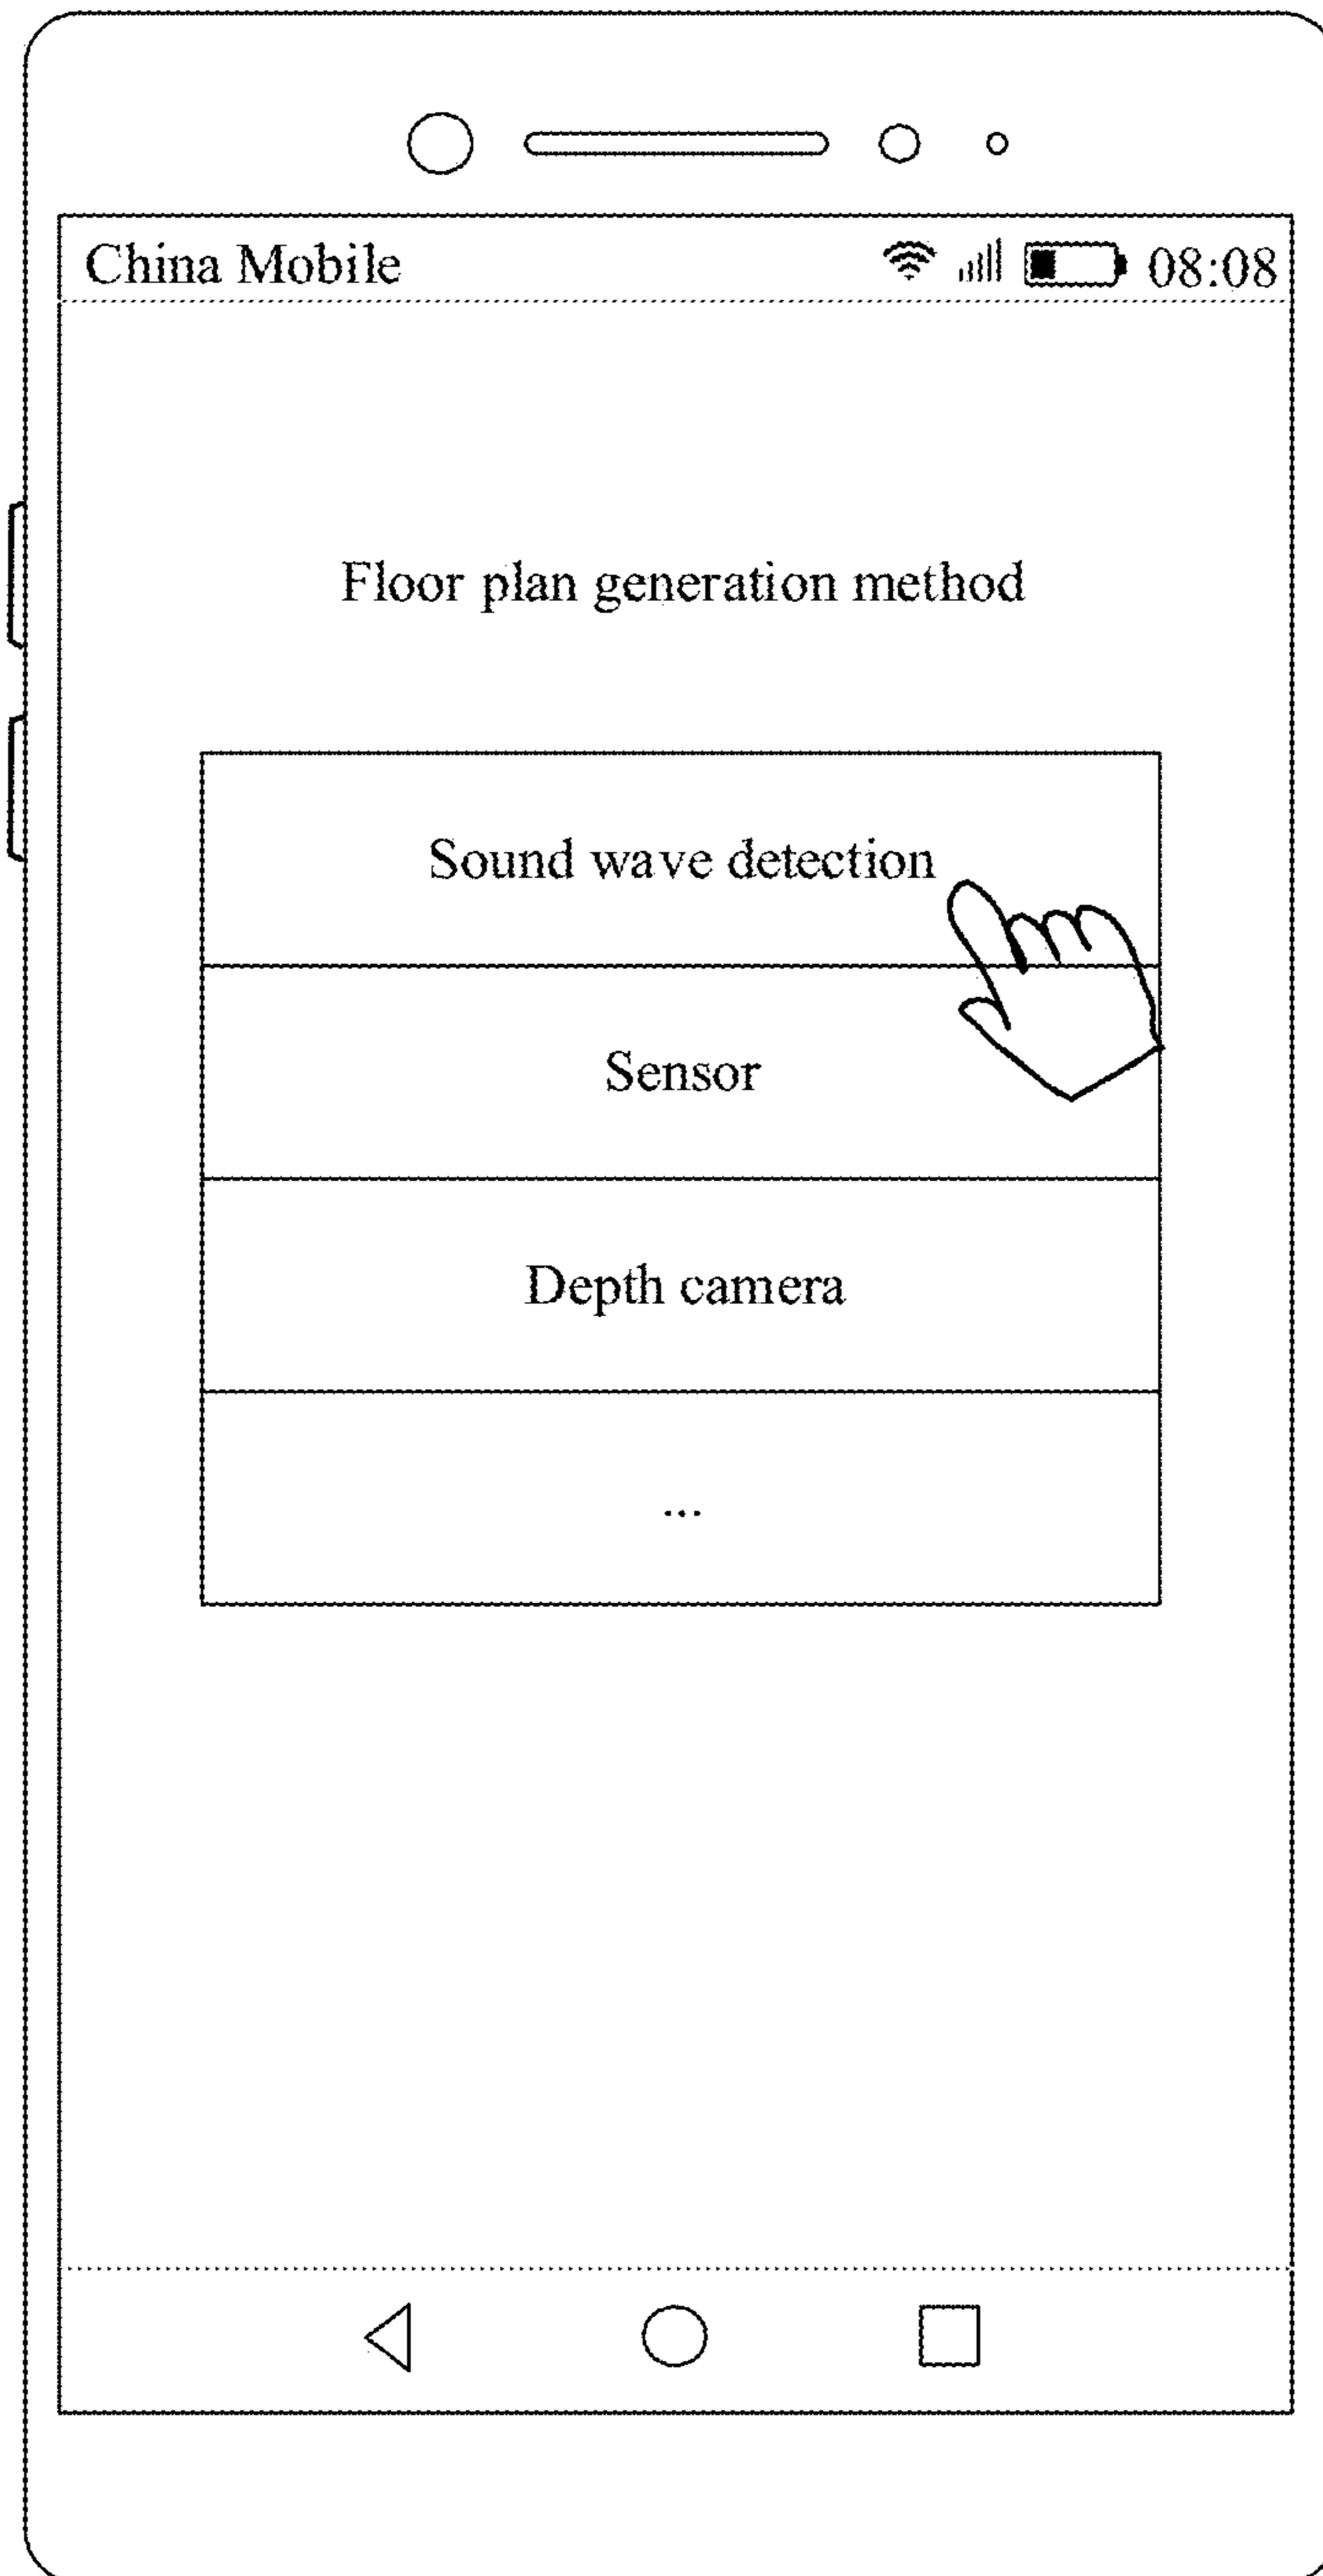 China Mobile 08:08
Floor plan generation method
Sound wave detection
Sensor
Depth camera
...